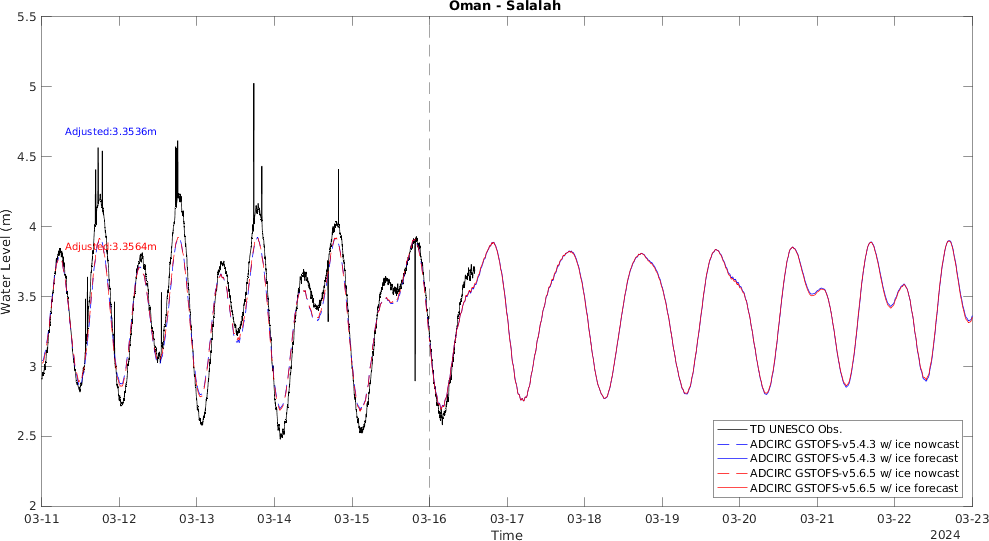 Oman - Salalah
5.5
5
4.5
4
3.5
3
2.5
2
Water Level (m)
Adjusted:3.3536m
Adjusted:3.3564m
TD UNESCO Obs.
ADCIRC GSTOFS-v5.4.3 w/ ice nowcast
ADCIRC GSTOFS-v5.4.3 w/ ice forecast
ADCIRC GSTOFS-v5.6.5 w/ ice nowcast
ADCIRC GSTOFS-v5.6.5 w/ ice forecast
03-11 03-12 03-13 03-14 03-15 03-16 03-17 03-18 03-19 03-20 03-21 03-22 03-23
Time
2024